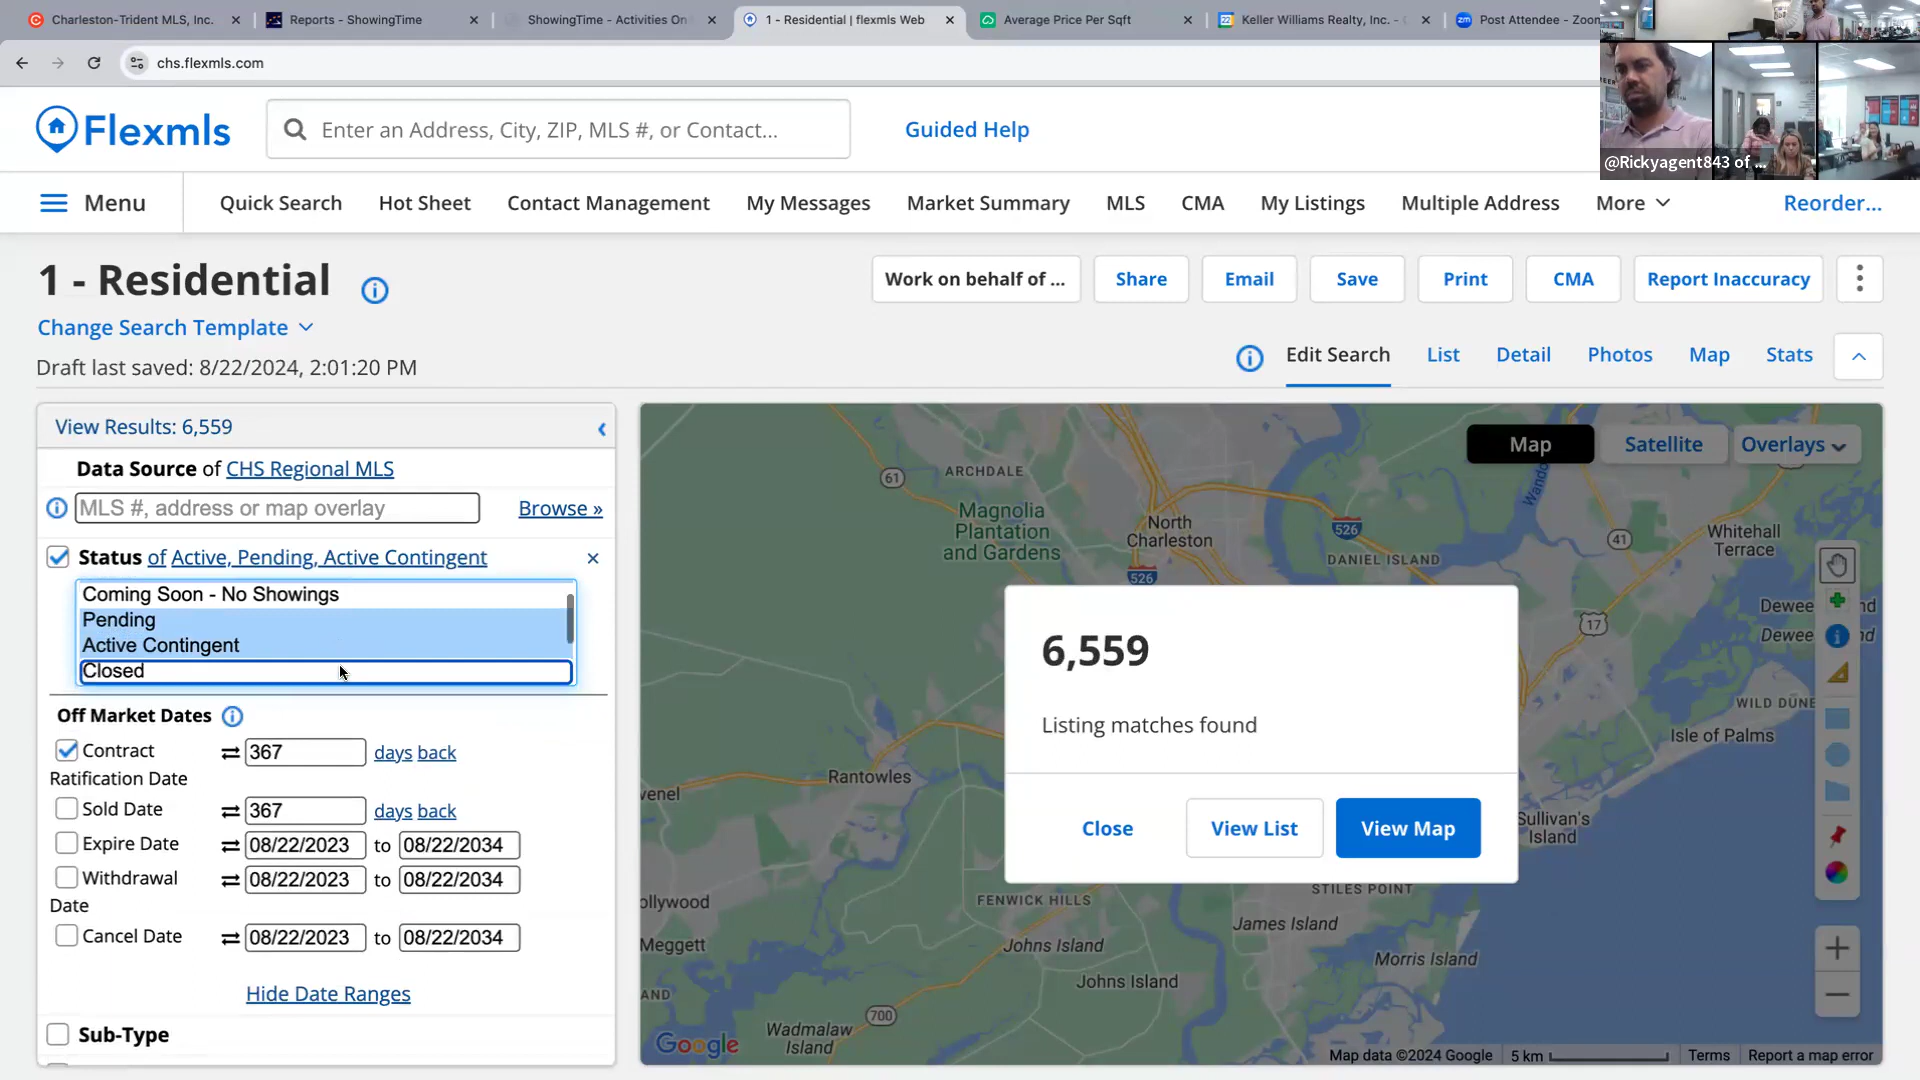 Charleston-Trident MLS, Inc.
Reports - ShowingTime
ShowingTime - Activities On
1 - Residential | flexmls Web
Average Price Per Sqft
Keller Williams Realty, Inc. -
Post Attendee - Zoom
chs.flexmls.com
@Rickyagent843 of ...
Flexmls
Enter an Address, City, ZIP, MLS #, or Contact...
Guided Help
Menu
Quick Search
Hot Sheet
Contact Management
My Messages
Market Summary
MLS
CMA
My Listings
Multiple Address
More
Reorder...
1 - Residential
Work on behalf of ...
Share
Email
Save
Print
CMA
Report Inaccuracy
Change Search Template
Draft last saved: 8/22/2024, 2:01:20 PM
Edit Search
List
Detail
Photos
Map
Stats
View Results: 6,559
Data Source of CHS Regional MLS
MLS #, address or map overlay
Browse »
Status of Active, Pending, Active Contingent
Coming Soon - No Showings
Pending
Active Contingent
Closed
Off Market Dates
Contract Ratification Date
367 days back
Sold Date
367 days back
Expire Date
08/22/2023 to 08/22/2034
Withdrawal Date
08/22/2023 to 08/22/2034
Cancel Date
08/22/2023 to 08/22/2034
Hide Date Ranges
Sub-Type
Map
Satellite
Overlays
61
ARCHDALE
Magnolia
Plantation
and Gardens
North
Charleston
526
526
DANIEL ISLAND
Wando
41
Whitehall
Terrace
17
WILD DUNE
Isle of Palms
Rantowles
venel
Sullivan's
Island
STILES POINT
FENWICK HILLS
James Island
ollywood
Meggett
Johns Island
Johns Island
Morris Island
AND
700
Wadmalaw
Island
6,559
Listing matches found
Close
View List
View Map
Google
Map data ©2024 Google
5 km
Terms
Report a map error